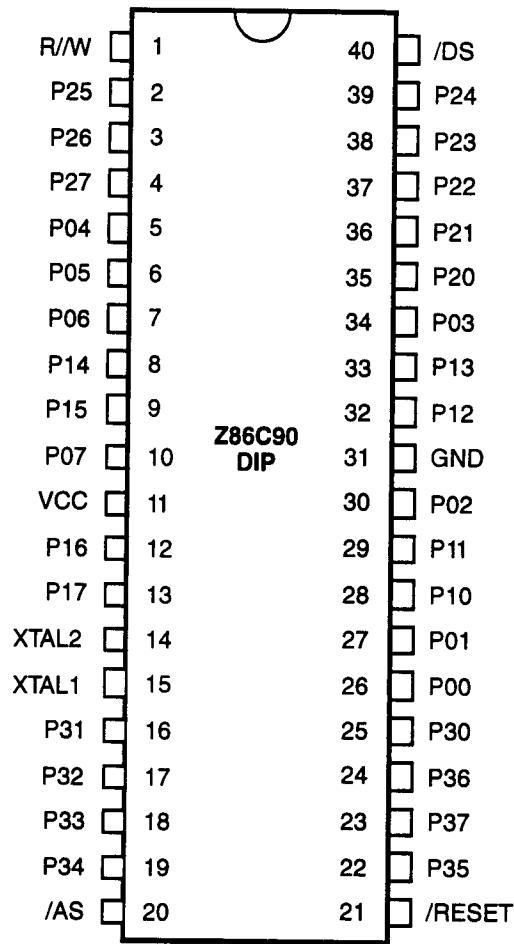 R//W 1 40 /DS
P25 2 39 P24
P26 3 38 P23
P27 4 37 P22
P04 5 36 P21
P05 6 35 P20
P06 7 34 P03
P14 8 33 P13
P15 9 32 P12
Z86C90
DIP
P07 10 31 GND
VCC 11 30 P02
P16 12 29 P11
P17 13 28 P10
XTAL2 14 27 P01
XTAL1 15 26 P00
P31 16 25 P30
P32 17 24 P36
P33 18 23 P37
P34 19 22 P35
/AS 20 21 /RESET